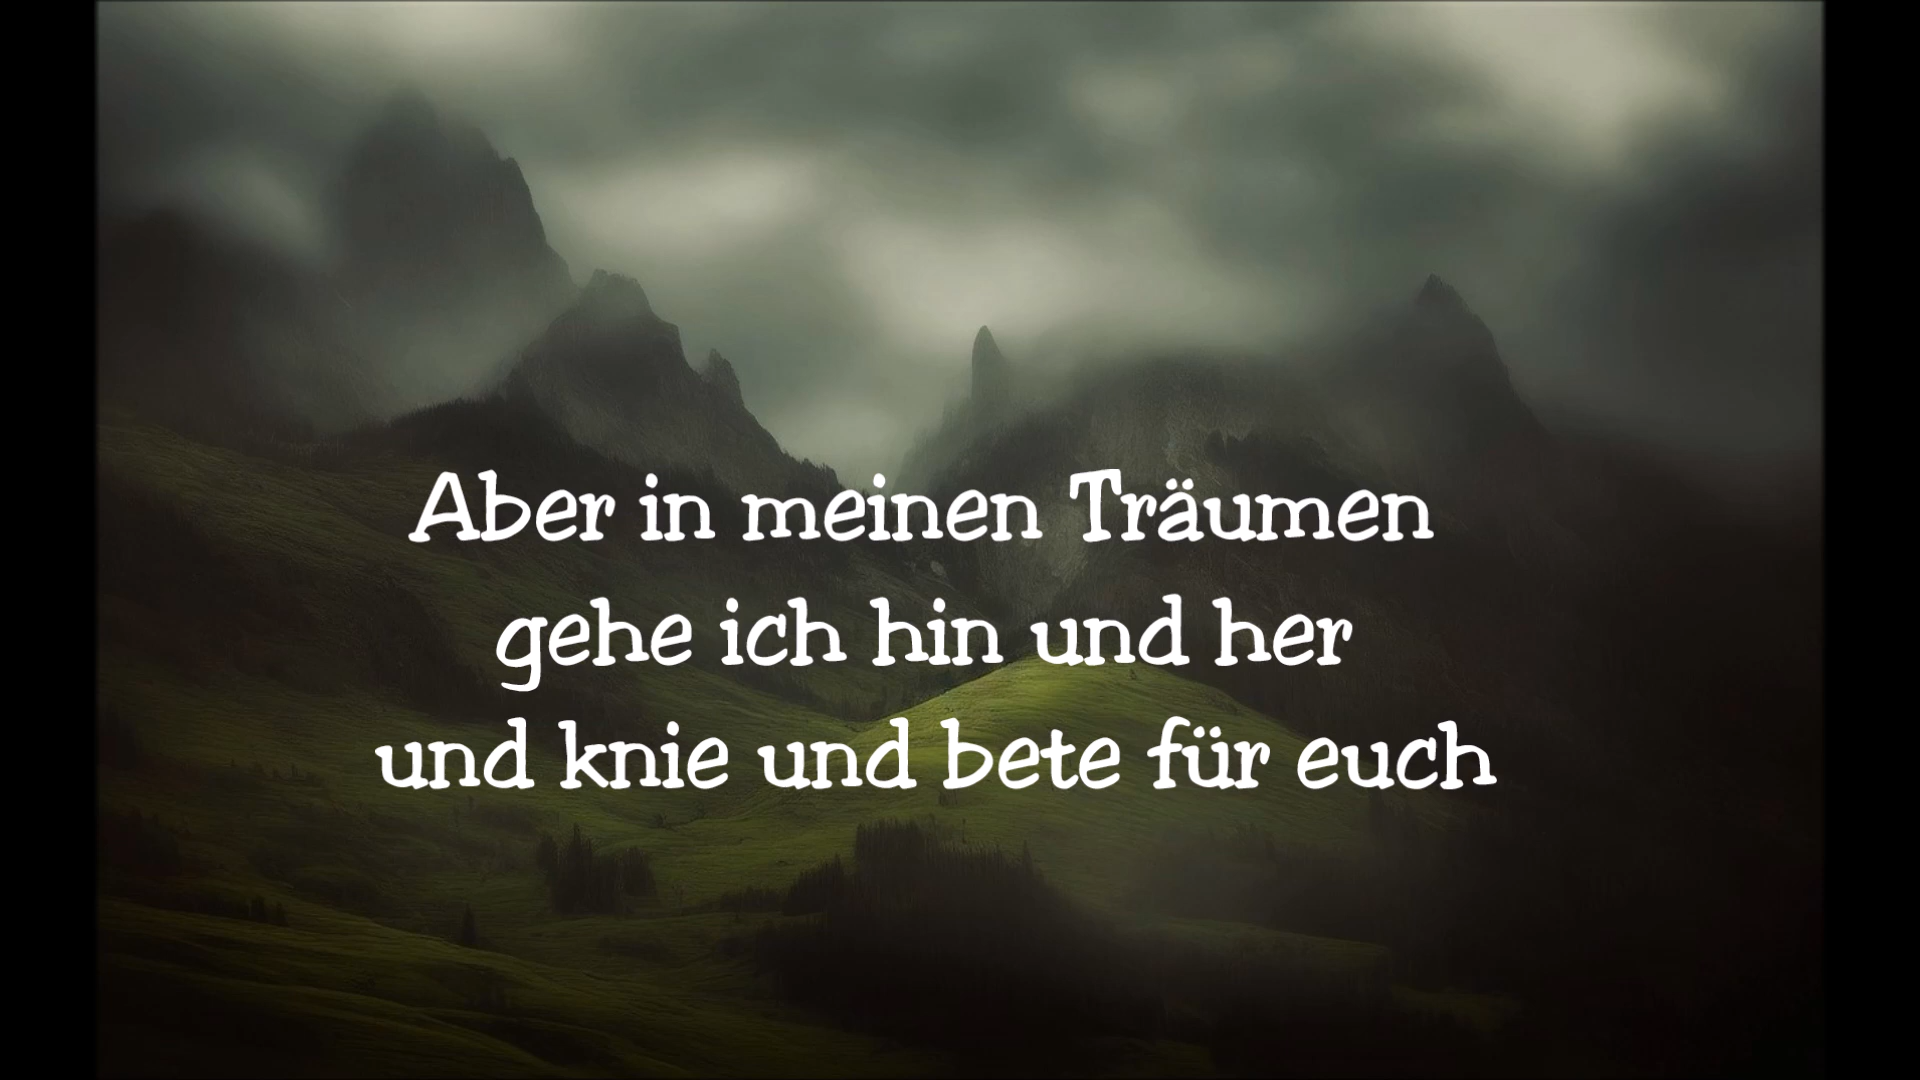 Aber in meinen Träumen
gehe ich hin und her
und knie und bete für euch